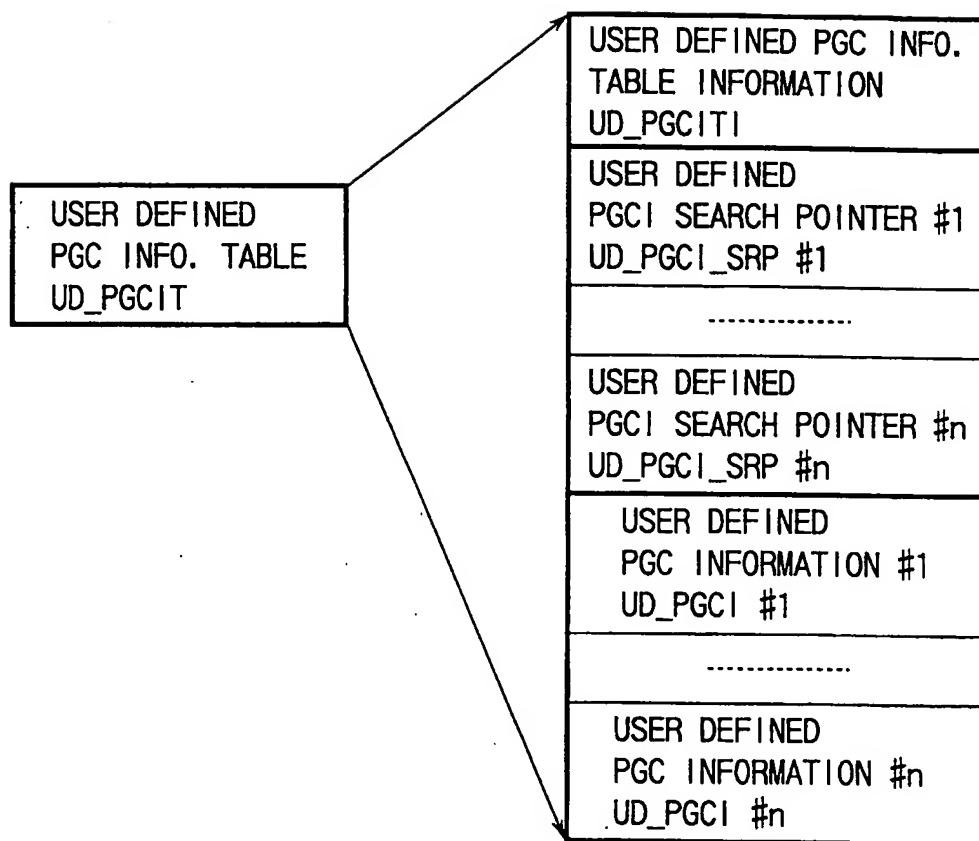 USER DEFINED
PGC INFO. TABLE
UD_PGCIT
USER DEFINED PGC INFO.
TABLE INFORMATION
UD_PGCITI
USER DEFINED
PGCI SEARCH POINTER #1
UD_PGCI_SRP #1
USER DEFINED
PGCI SEARCH POINTER #n
UD_PGCI_SRP #n
USER DEFINED
PGC INFORMATION #1
UD_PGCI #1
USER DEFINED
PGC INFORMATION #n
UD_PGCI #n